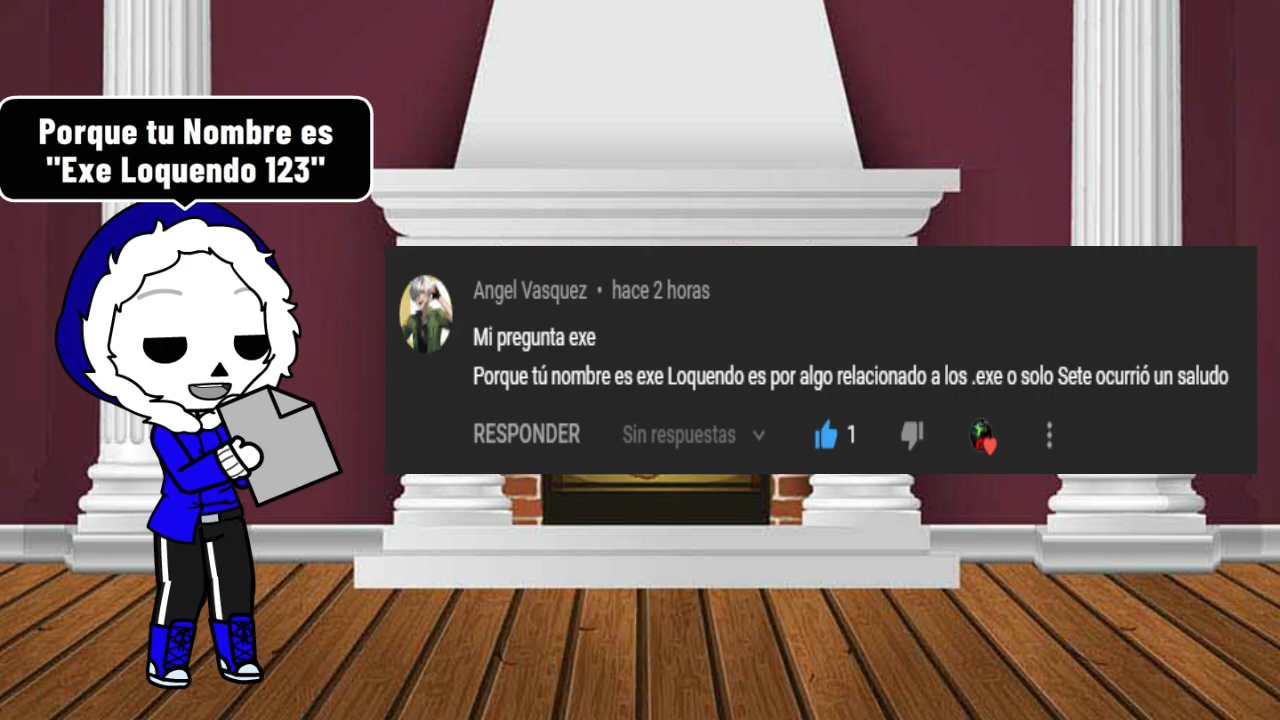 Porque tu Nombre es
"Exe Loquendo 123"
Angel Vasquez • hace 2 horas
Mi pregunta exe
Porque tú nombre es exe Loquendo es por algo relacionado a los .exe o solo Sete ocurrió un saludo
RESPONDER Sin respuestas 1